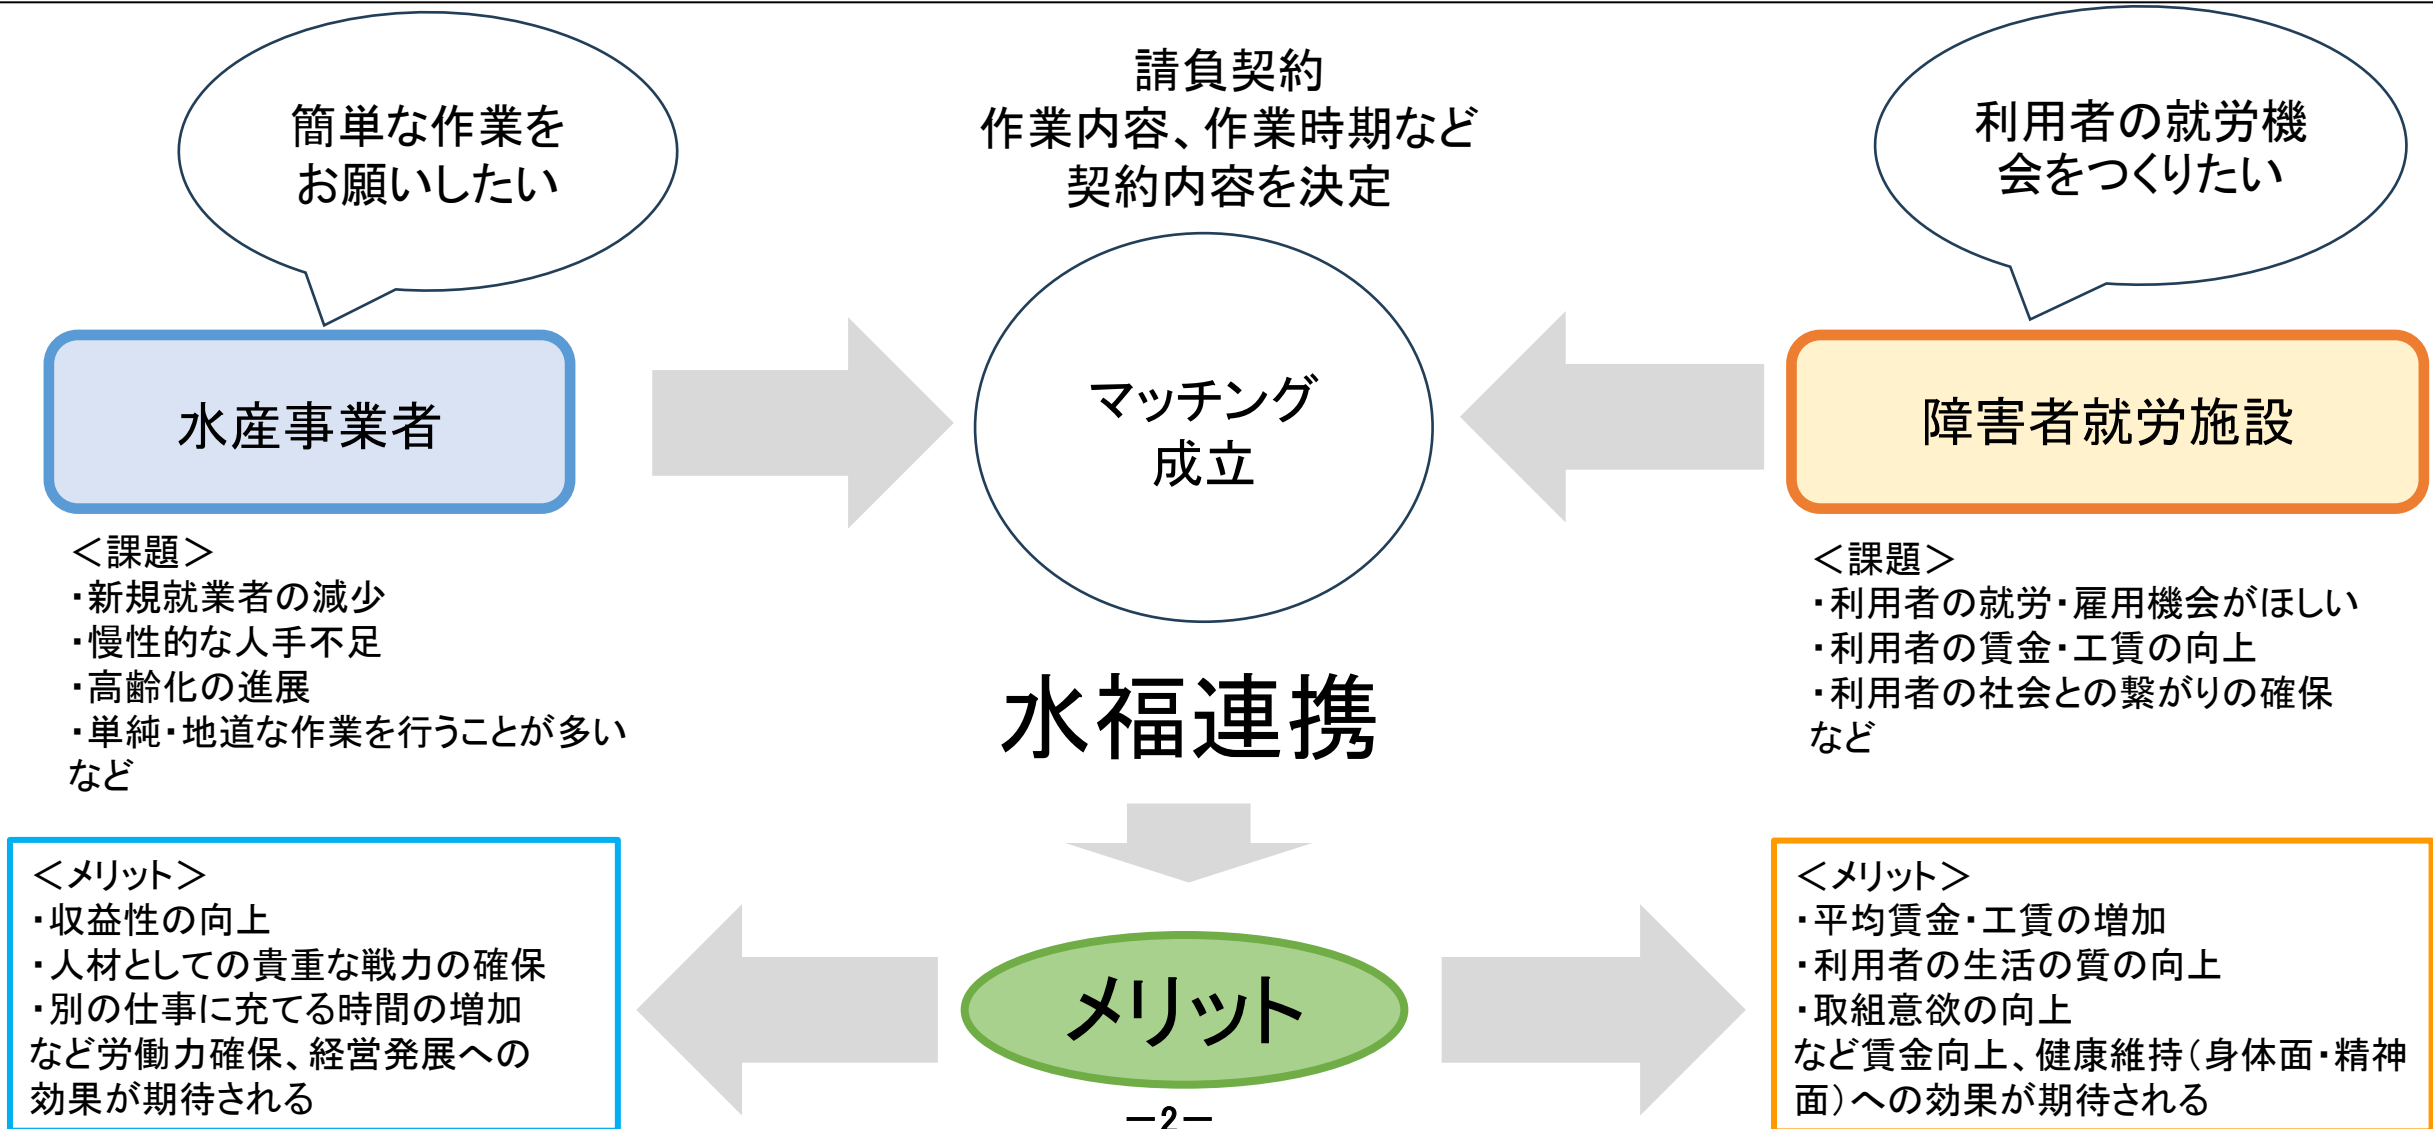 簡単な作業を
お願いしたい
請負契約
作業内容、作業時期など
契約内容を決定
利用者の就労機
会をつくりたい
水産事業者
マッチング
成立
障害者就労施設
＜課題＞
・新規就業者の減少
・慢性的な人手不足
・高齢化の進展
・単純・地道な作業を行うことが多い
など
＜課題＞
・利用者の就労・雇用機会がほしい
・利用者の賃金・工賃の向上
・利用者の社会との繋がりの確保
など
水福連携
＜メリット＞
・収益性の向上
・人材としての貴重な戦力の確保
・別の仕事に充てる時間の増加
など労働力確保、経営発展への
効果が期待される
メリット
＜メリット＞
・平均賃金・工賃の増加
・利用者の生活の質の向上
・取組意欲の向上
など賃金向上、健康維持（身体面・精神
面）への効果が期待される
－2－